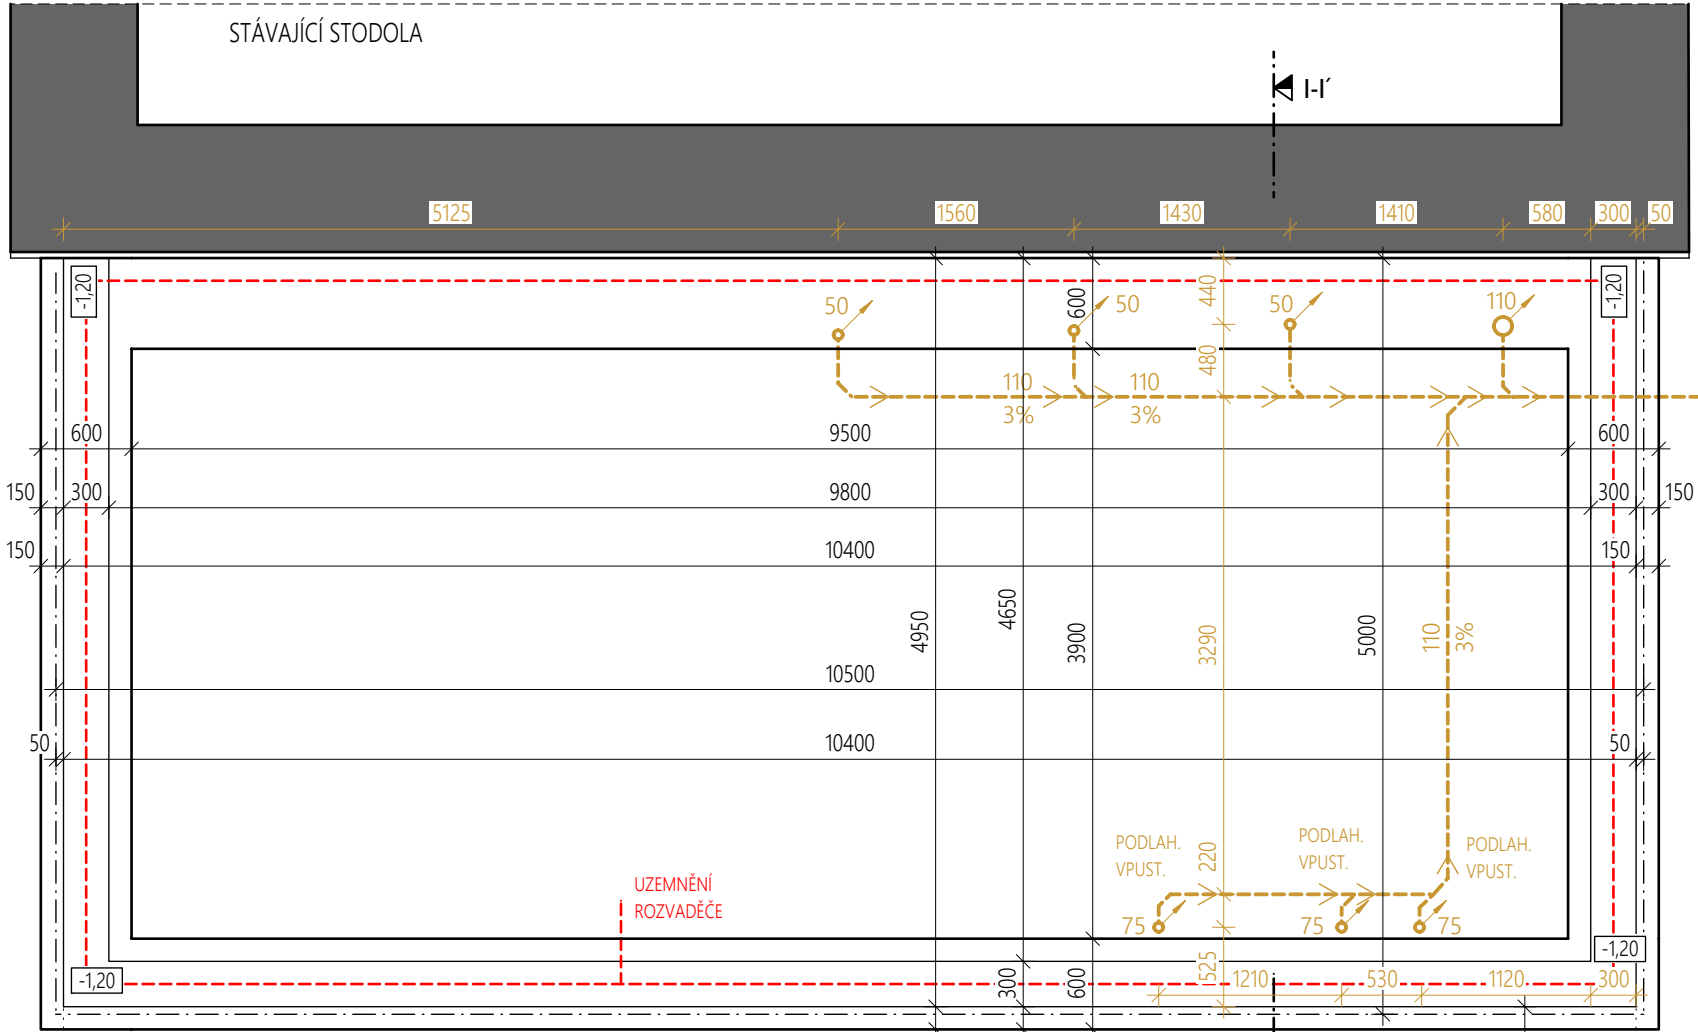 STÁVAJÍCÍ STODOLA
I-I´
5125 1560 1430 1410 580 300 50
-1,20 -1,20
440
600
50 50 50 110
480
110 110
3% 3%
600 9500 600
150 300 9800 300 150
150 10400 150
4950 4650 3900 3290 5000 110 3%
10500
50 10400 50
PODLAH. VPUST.
PODLAH. VPUST.
PODLAH. VPUST.
220
UZEMNĚNÍ
ROZVADĚČE
75 75 75
-1,20 -1,20
300 600 525
1210 530 1120 300